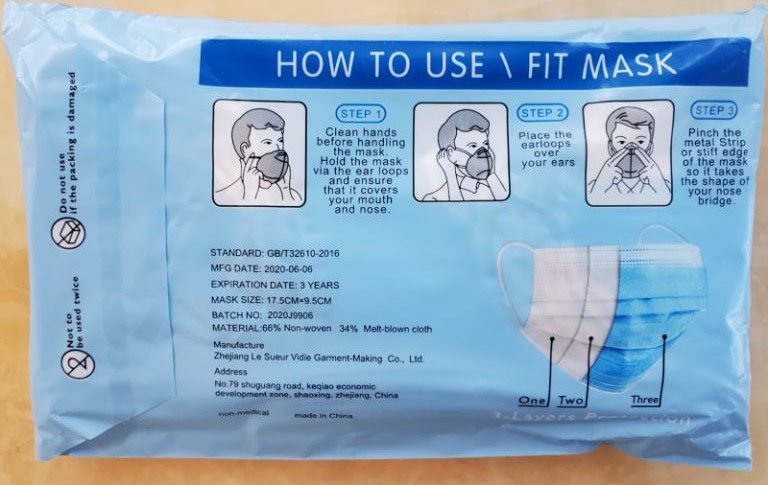 HOW TO USE \ FIT MASK
STEP 1
Clean hands
before handling
the mask.
Hold the mask
via the ear loops
and ensure
that it covers
your mouth
and nose.
STEP 2
Place the
earloops
over
your ears
STEP 3
Pinch the
metal Strip
or stiff edge
of the mask
so it takes
the shape of
your nose
bridge.
Do not use
if the packing is damaged
Not to
be used twice
STANDARD: GB/T32610-2016
MFG DATE: 2020-06-06
EXPIRATION DATE: 3 YEARS
MASK SIZE: 17.5CM×9.5CM
BATCH NO: 2020J9906
MATERIAL:66% Non-woven 34% Melt-blown cloth
Manufacture
Zhejiang Le Sueur Vidie Garment-Making Co., Ltd.
Address
No.79 shuguang road, keqiao economic
development zone, shaoxing, zhejiang, China
non-medical made in China
One Two Three
3-Layers